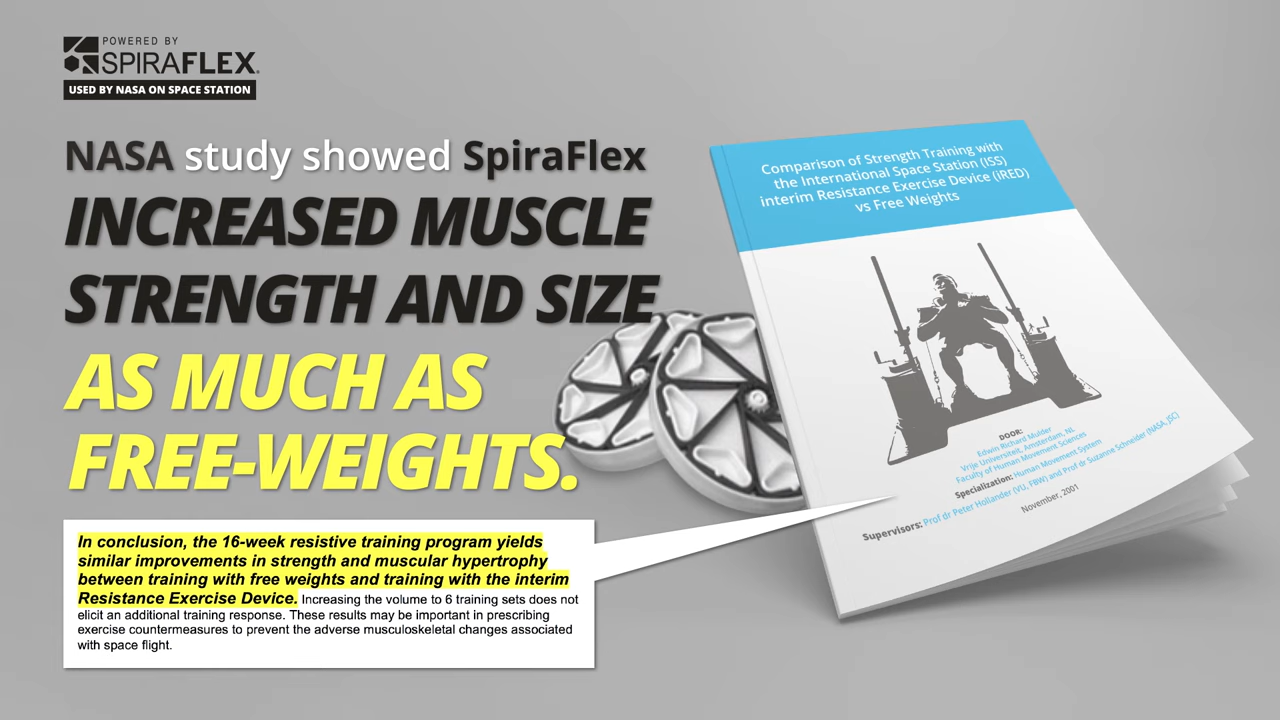 POWERED BY
SPIRAFLEX®
USED BY NASA ON SPACE STATION
NASA study showed SpiraFlex
INCREASED MUSCLE
STRENGTH AND SIZE
AS MUCH AS
FREE-WEIGHTS.
In conclusion, the 16-week resistive training program yields
similar improvements in strength and muscular hypertrophy
between training with free weights and training with the interim
Resistance Exercise Device. Increasing the volume to 6 training sets does not
elicit an additional training response. These results may be important in prescribing
exercise countermeasures to prevent the adverse musculoskeletal changes associated
with space flight.
Comparison of Strength Training with
the International Space Station (ISS)
interim Resistance Exercise Device (iRED)
vs Free Weights
DOOR:
Edwin Richard Mulder
Vrije Universiteit, Amsterdam, NL
Faculty of Human Movement Sciences
Specialization: Human Movement System
Supervisors: Prof dr Peter Hollander (VU, FBW) and Prof dr Suzanne Schneider (NASA, JSC)
November, 2001